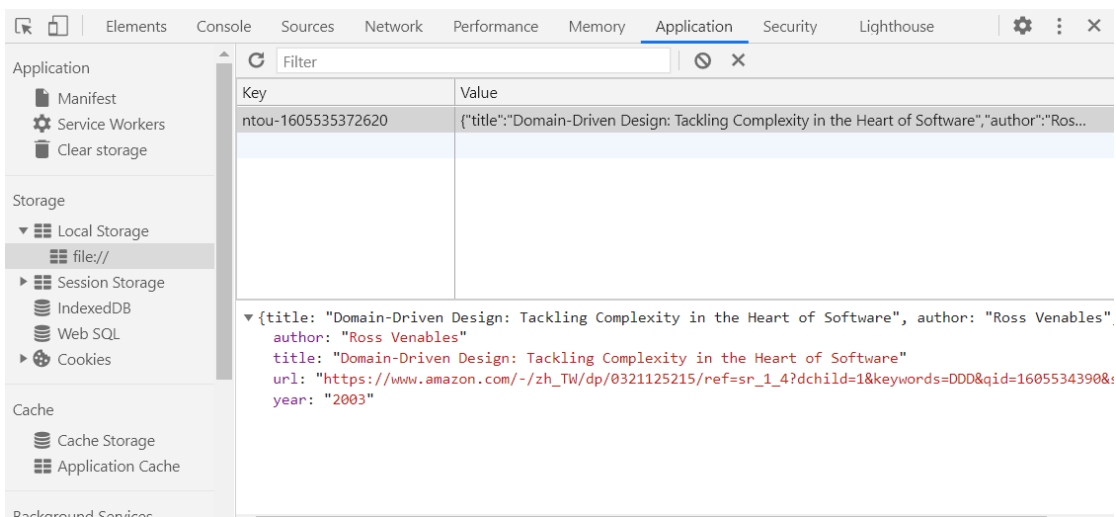 Elements Console Sources Network Performance Memory Application Security Lighthouse
Application
Manifest
Service Workers
Clear storage
Storage
Local Storage
file://
Session Storage
IndexedDB
Web SQL
Cookies
Cache
Cache Storage
Application Cache
Background Services
Filter
Key Value
ntou-1605535372620 {"title":"Domain-Driven Design: Tackling Complexity in the Heart of Software","author":"Ros...
{title: "Domain-Driven Design: Tackling Complexity in the Heart of Software", author: "Ross Venables",
author: "Ross Venables"
title: "Domain-Driven Design: Tackling Complexity in the Heart of Software"
url: "https://www.amazon.com/-/zh_TW/dp/0321125215/ref=sr_1_4?dchild=1&keywords=DDD&qid=1605534390&s
year: "2003"